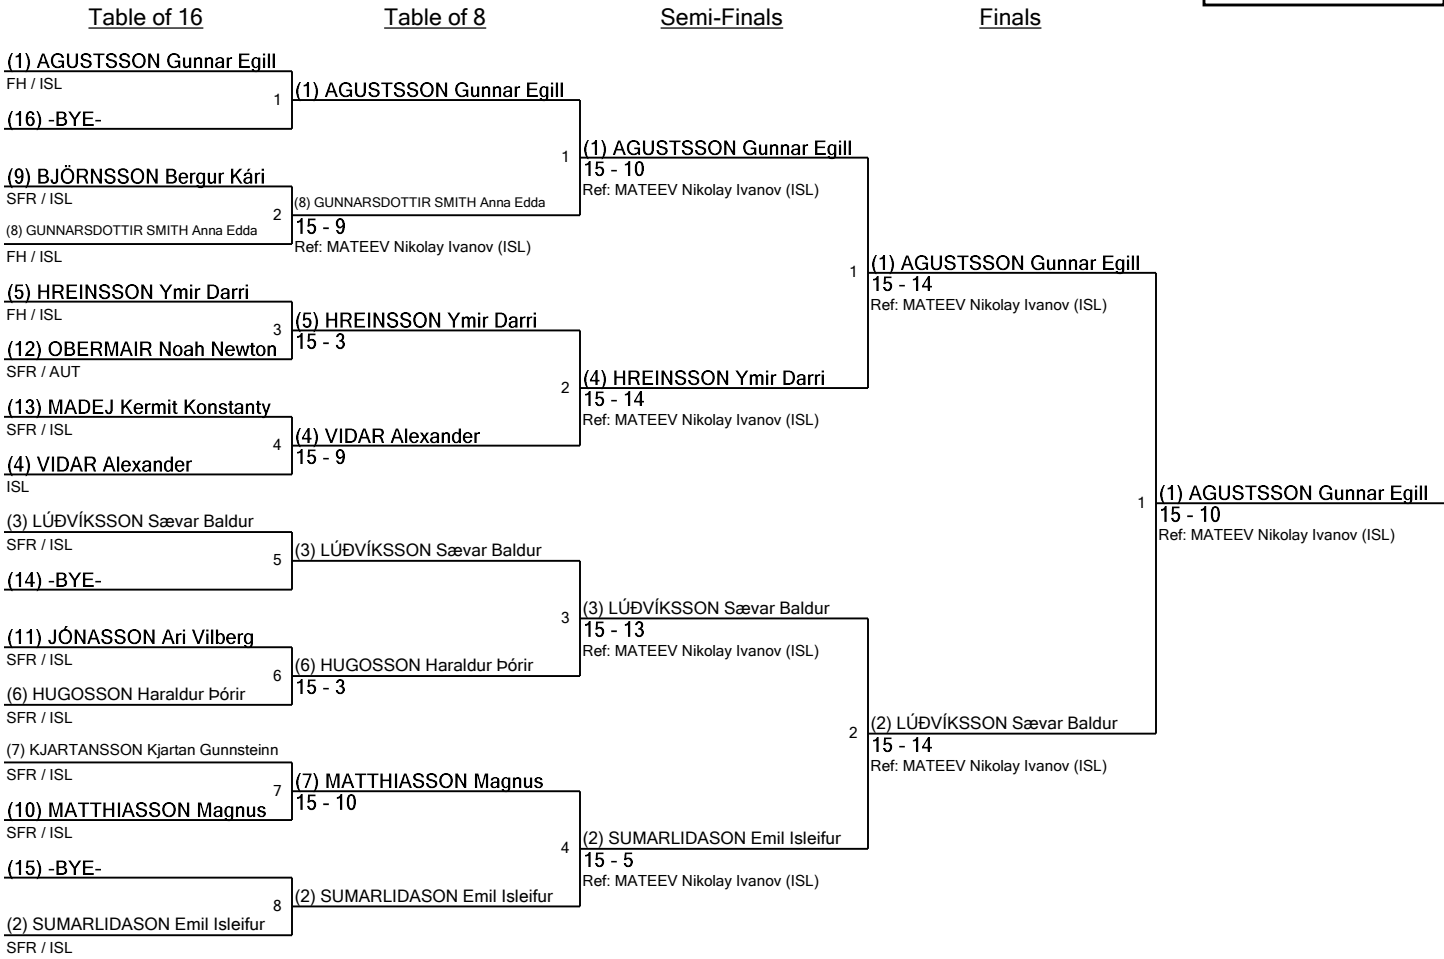 Table of 16
Table of 8
Semi-Finals
Finals
(1) AGUSTSSON Gunnar Egill
FH / ISL
1
(16) -BYE-
(9) BJÖRNSSON Bergur Kári
SFR / ISL
2
(8) GUNNARSDOTTIR SMITH Anna Edda
FH / ISL
(5) HREINSSON Ymir Darri
FH / ISL
3
(12) OBERMAIR Noah Newton
SFR / AUT
(13) MADEJ Kermit Konstanty
SFR / ISL
4
(4) VIDAR Alexander
ISL
(3) LÚÐVÍKSSON Sævar Baldur
SFR / ISL
5
(14) -BYE-
(11) JÓNASSON Ari Vilberg
SFR / ISL
6
(6) HUGOSSON Haraldur Þórir
SFR / ISL
(7) KJARTANSSON Kjartan Gunnsteinn
SFR / ISL
7
(10) MATTHIASSON Magnus
SFR / ISL
(15) -BYE-
8
(2) SUMARLIDASON Emil Isleifur
SFR / ISL
(1) AGUSTSSON Gunnar Egill
1
(8) GUNNARSDOTTIR SMITH Anna Edda
15 - 9
Ref: MATEEV Nikolay Ivanov (ISL)
(5) HREINSSON Ymir Darri
15 - 3
2
(4) VIDAR Alexander
15 - 9
(3) LÚÐVÍKSSON Sævar Baldur
3
(6) HUGOSSON Haraldur Þórir
15 - 3
(7) MATTHIASSON Magnus
15 - 10
4
(2) SUMARLIDASON Emil Isleifur
(1) AGUSTSSON Gunnar Egill
15 - 10
Ref: MATEEV Nikolay Ivanov (ISL)
1
(4) HREINSSON Ymir Darri
15 - 14
Ref: MATEEV Nikolay Ivanov (ISL)
(3) LÚÐVÍKSSON Sævar Baldur
15 - 13
Ref: MATEEV Nikolay Ivanov (ISL)
2
(2) SUMARLIDASON Emil Isleifur
15 - 5
Ref: MATEEV Nikolay Ivanov (ISL)
(1) AGUSTSSON Gunnar Egill
15 - 14
Ref: MATEEV Nikolay Ivanov (ISL)
1
(2) LÚÐVÍKSSON Sævar Baldur
15 - 14
Ref: MATEEV Nikolay Ivanov (ISL)
(1) AGUSTSSON Gunnar Egill
15 - 10
Ref: MATEEV Nikolay Ivanov (ISL)